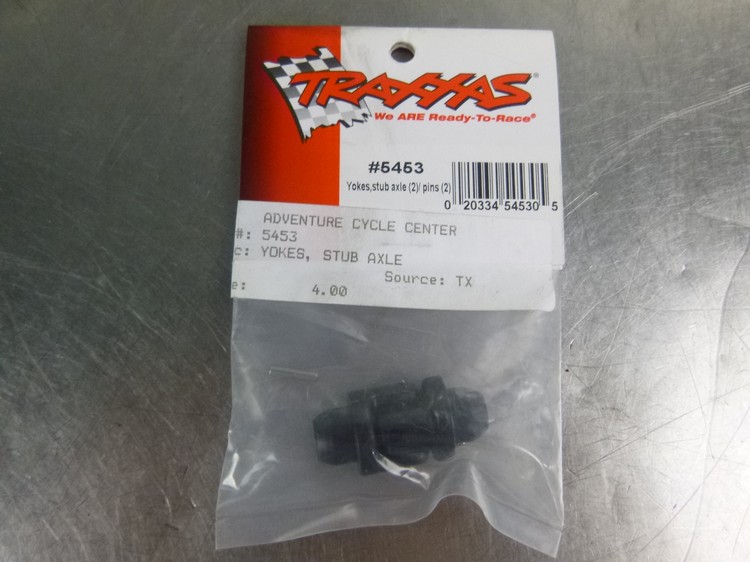 TRAXXAS®
We ARE Ready-To-Race®
#5453
Yokes,stub axle (2)/ pins (2)
0 20334 54530 5
ADVENTURE CYCLE CENTER
#: 5453
c: YOKES, STUB AXLE
Source: TX
e: 4.00